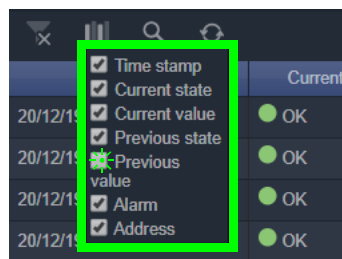 Time stamp
Current state
Current
Current value
20/12/1
OK
Previous state
20/12/1
Previous
OK
value
20/12/1
Alarm
OK
Address
20/12/1
OK